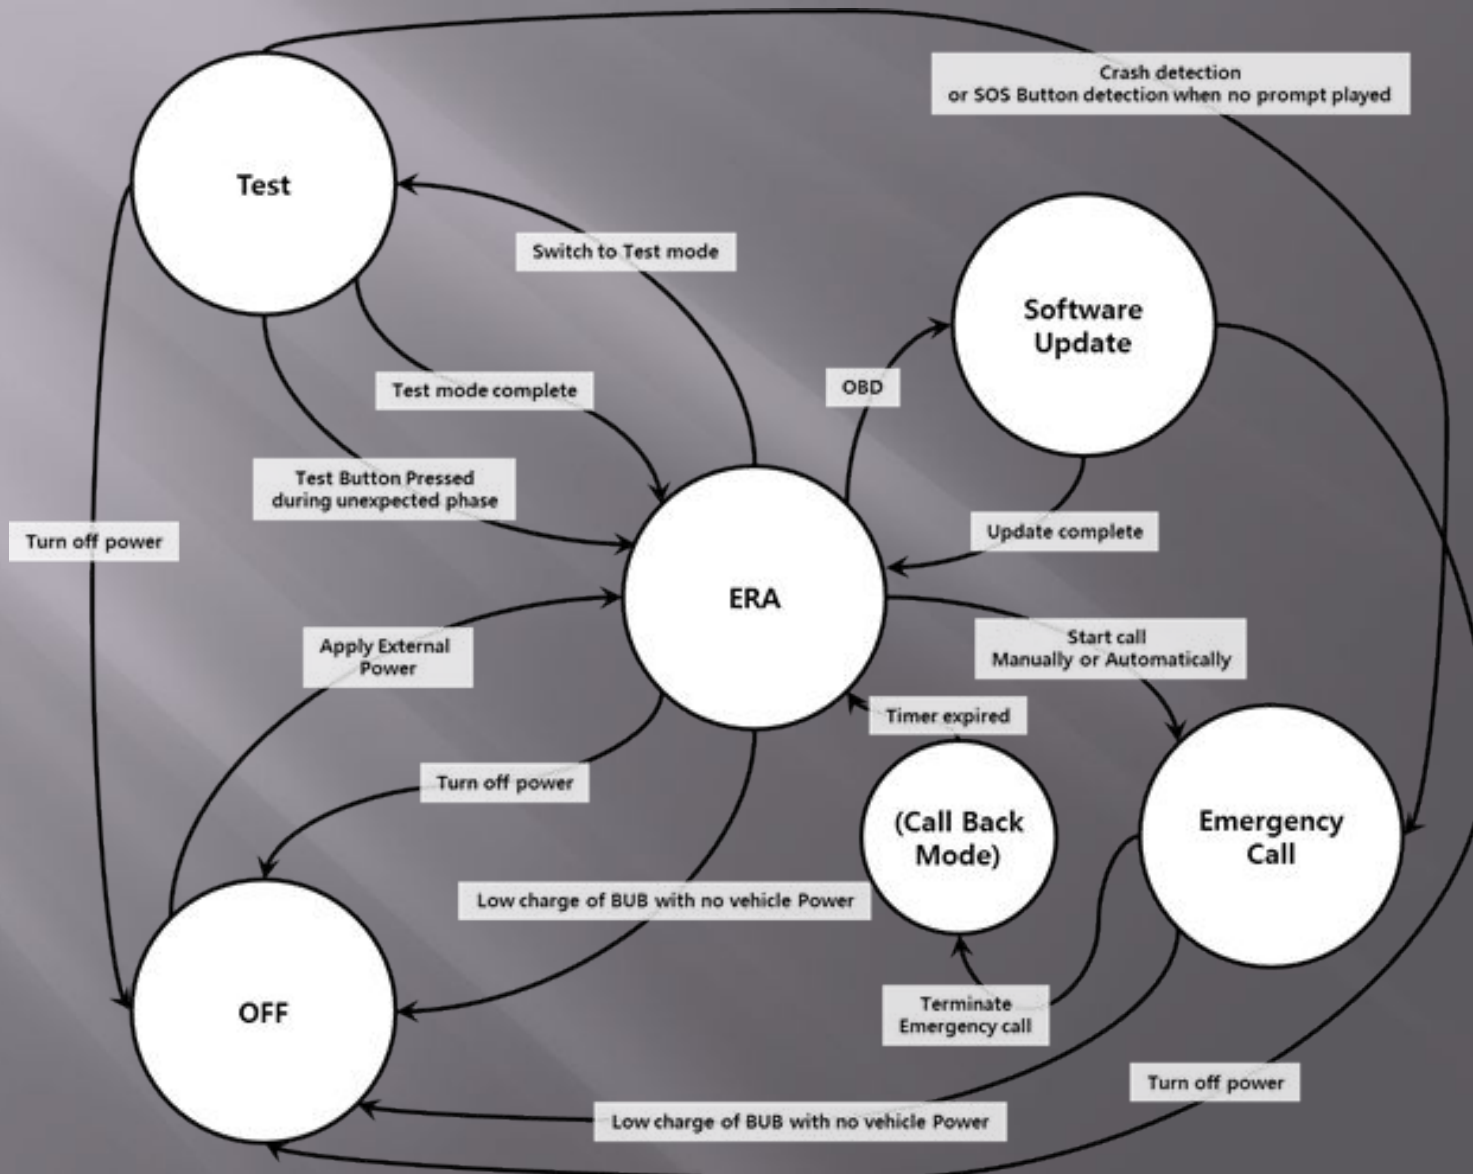 Crash detection
or SOS Button detection when no prompt played
Test
Switch to Test mode
Software
Update
OBD
Test mode complete
Test Button Pressed
during unexpected phase
Turn off power
Update complete
ERA
Start call
Manually or Automatically
Apply External
Power
Timer expired
Turn off power
(Call Back
Mode)
Emergency
Call
Low charge of BUB with no vehicle Power
OFF
Terminate
Emergency call
Turn off power
Low charge of BUB with no vehicle Power